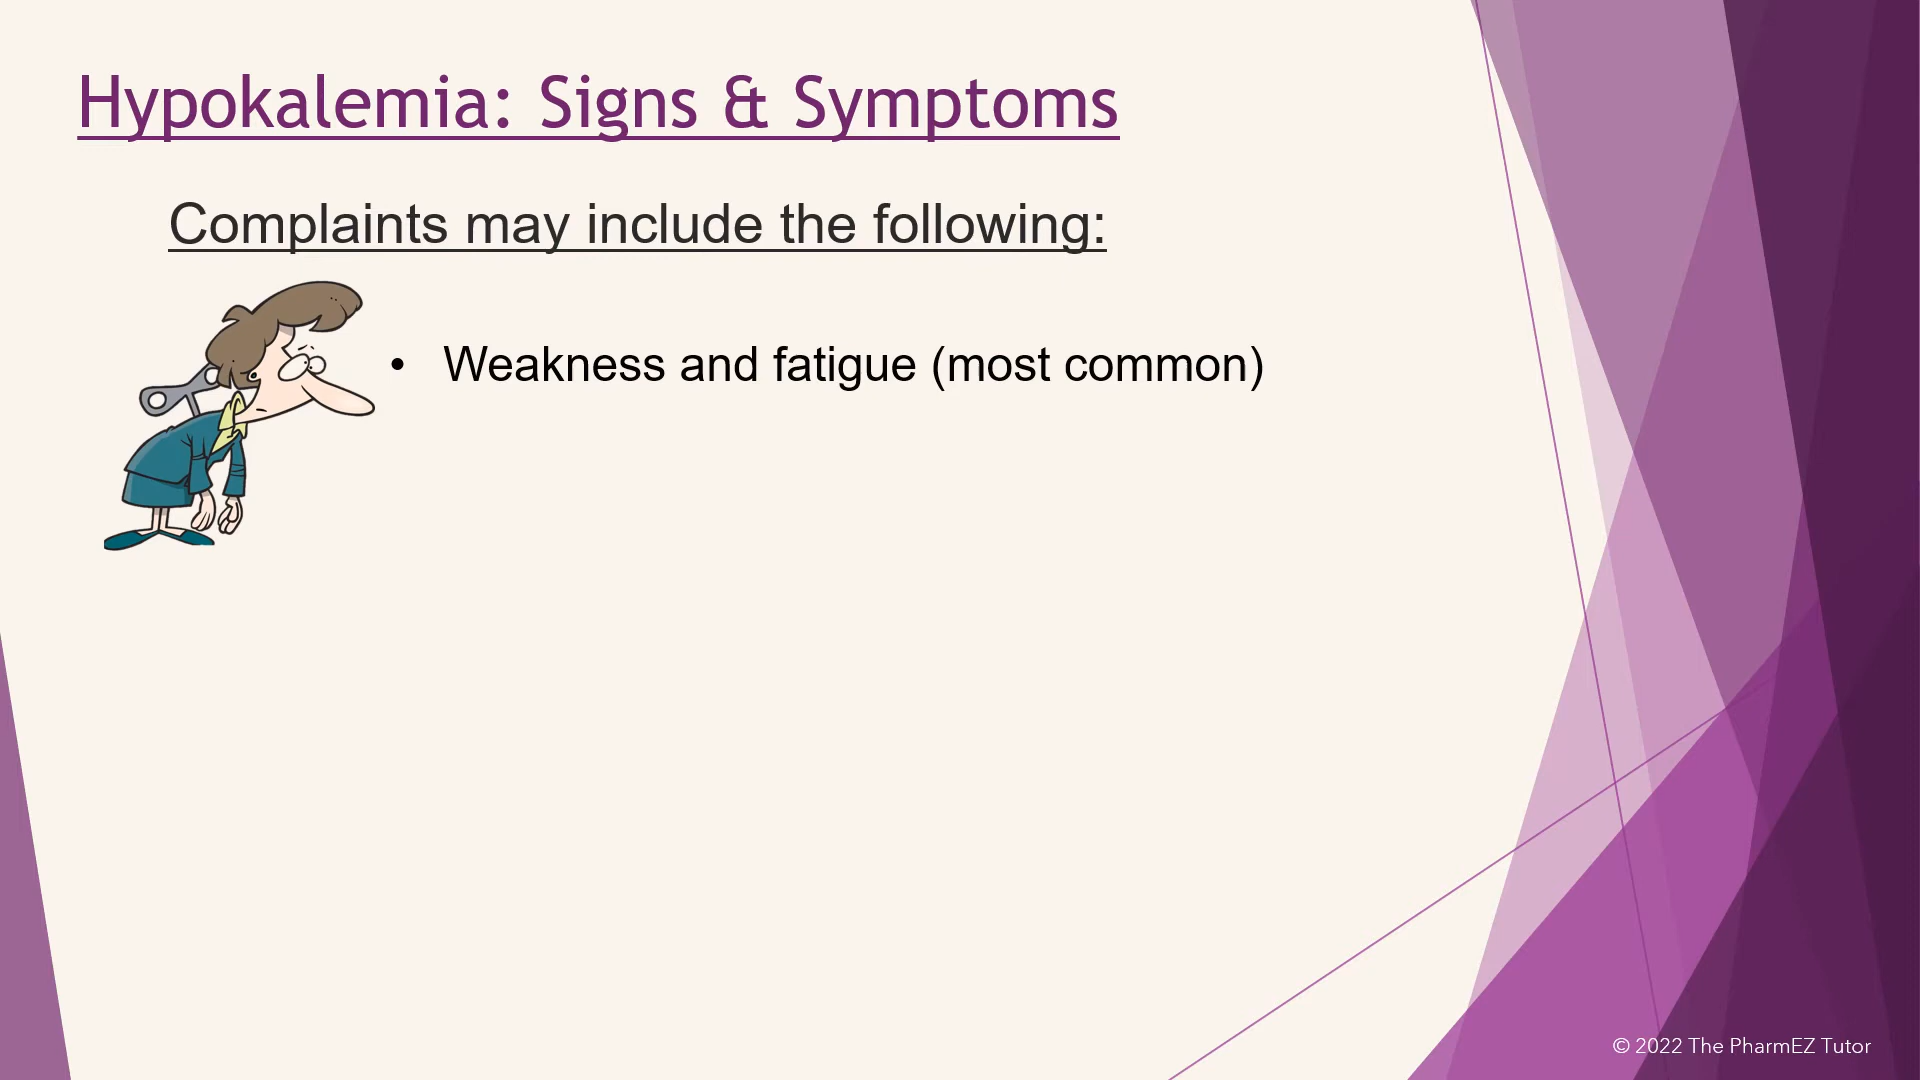 Hypokalemia: Signs & Symptoms
Complaints may include the following:
• Weakness and fatigue (most common)
© 2022 The PharmEZ Tutor